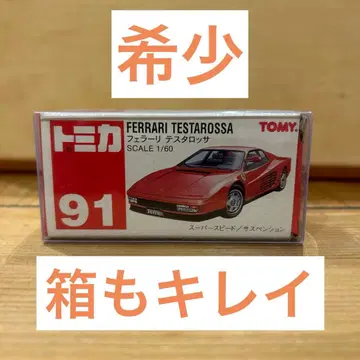 希少
トミカ
91
FERRARI TESTAROSSA
フェラーリ テスタロッサ
SCALE 1/60
TOMY.
スーパースピード/サスペンション
箱もキレイ